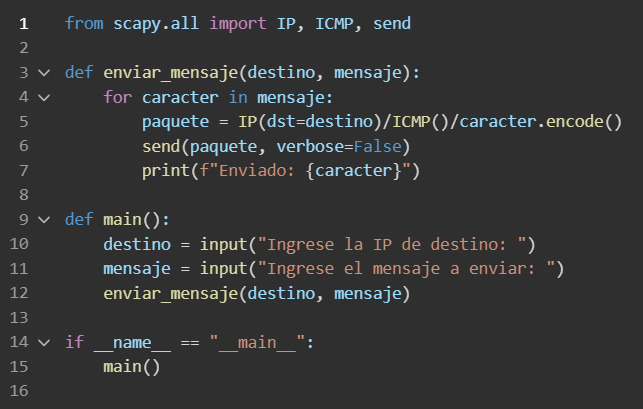 1 from scapy.all import IP, ICMP, send
2
3 def enviar_mensaje(destino, mensaje):
4     for caracter in mensaje:
5         paquete = IP(dst=destino)/ICMP()/caracter.encode()
6         send(paquete, verbose=False)
7         print(f"Enviado: {caracter}")
8
9 def main():
10     destino = input("Ingrese la IP de destino: ")
11     mensaje = input("Ingrese el mensaje a enviar: ")
12     enviar_mensaje(destino, mensaje)
13
14 if __name__ == "__main__":
15     main()
16